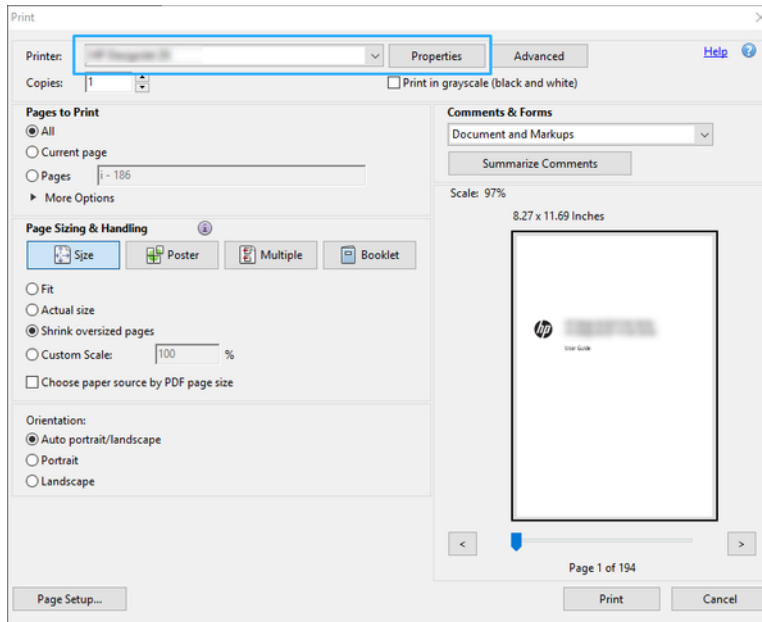 Print
Printer:
Properties
Advanced
Help
Copies:
1
Print in grayscale (black and white)
Pages to Print
All
Current page
Pages
i - 186
More Options
Page Sizing & Handling
Size
Poster
Multiple
Booklet
Fit
Actual size
Shrink oversized pages
Custom Scale:
100
%
Choose paper source by PDF page size
Orientation:
Auto portrait/landscape
Portrait
Landscape
Comments & Forms
Document and Markups
Summarize Comments
Scale: 97%
8.27 x 11.69 Inches
hp
User Guide
<
>
Page 1 of 194
Page Setup...
Print
Cancel